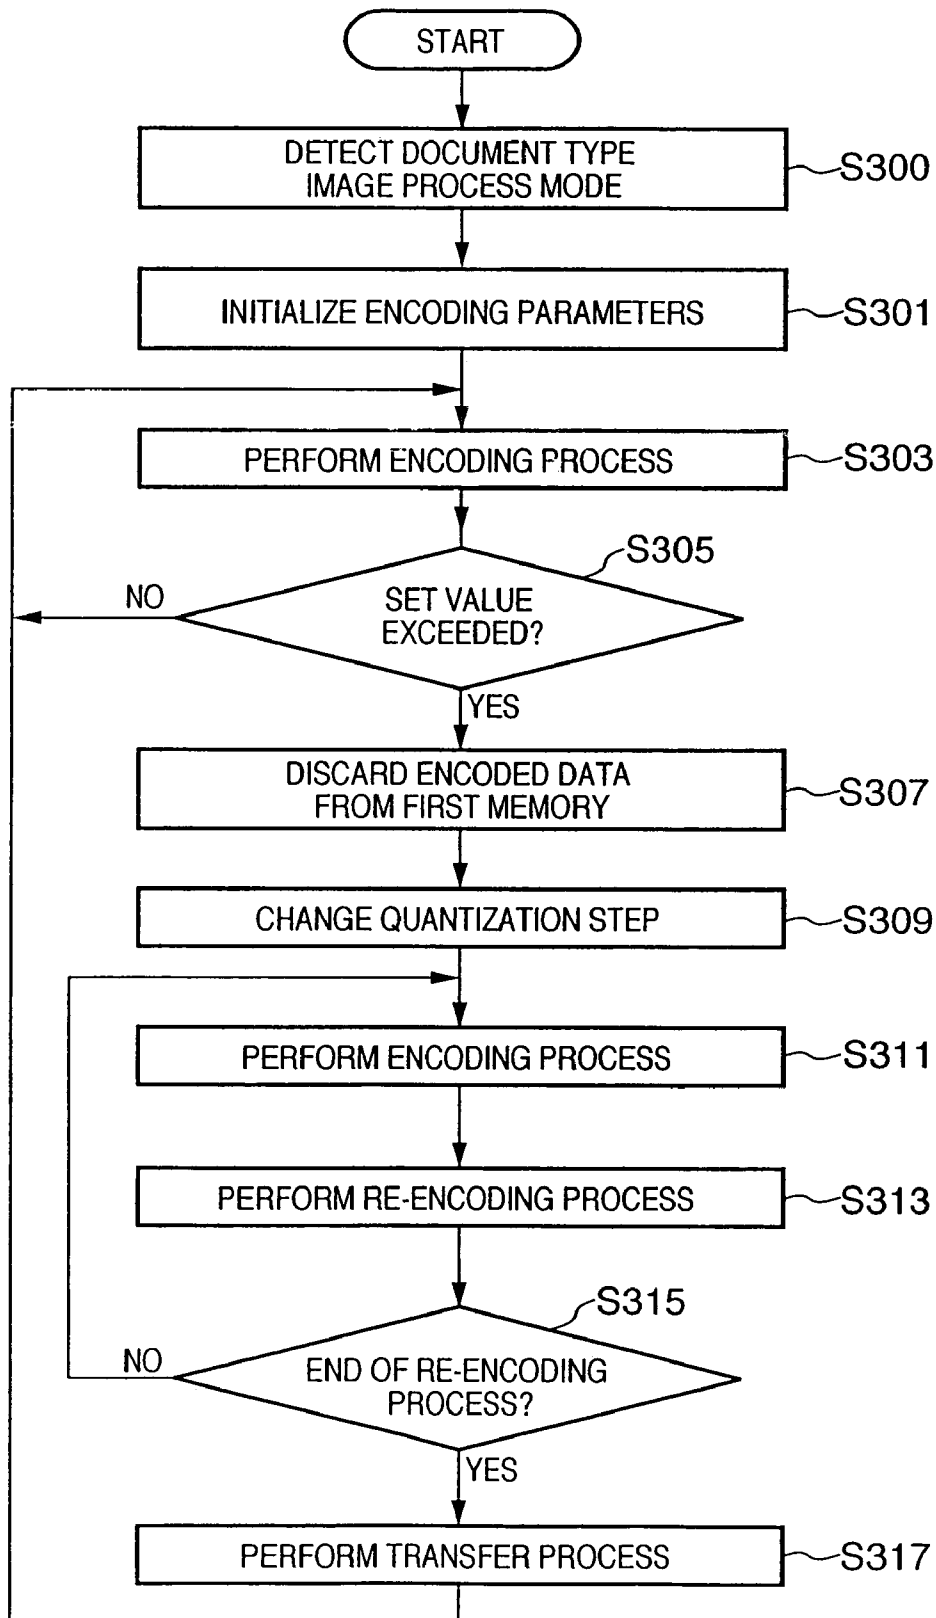 START
DETECT DOCUMENT TYPE
IMAGE PROCESS MODE
S300
INITIALIZE ENCODING PARAMETERS
S301
PERFORM ENCODING PROCESS
S303
S305
NO
SET VALUE
EXCEEDED?
YES
DISCARD ENCODED DATA
FROM FIRST MEMORY
S307
CHANGE QUANTIZATION STEP
S309
PERFORM ENCODING PROCESS
S311
PERFORM RE-ENCODING PROCESS
S313
S315
NO
END OF RE-ENCODING
PROCESS?
YES
PERFORM TRANSFER PROCESS
S317